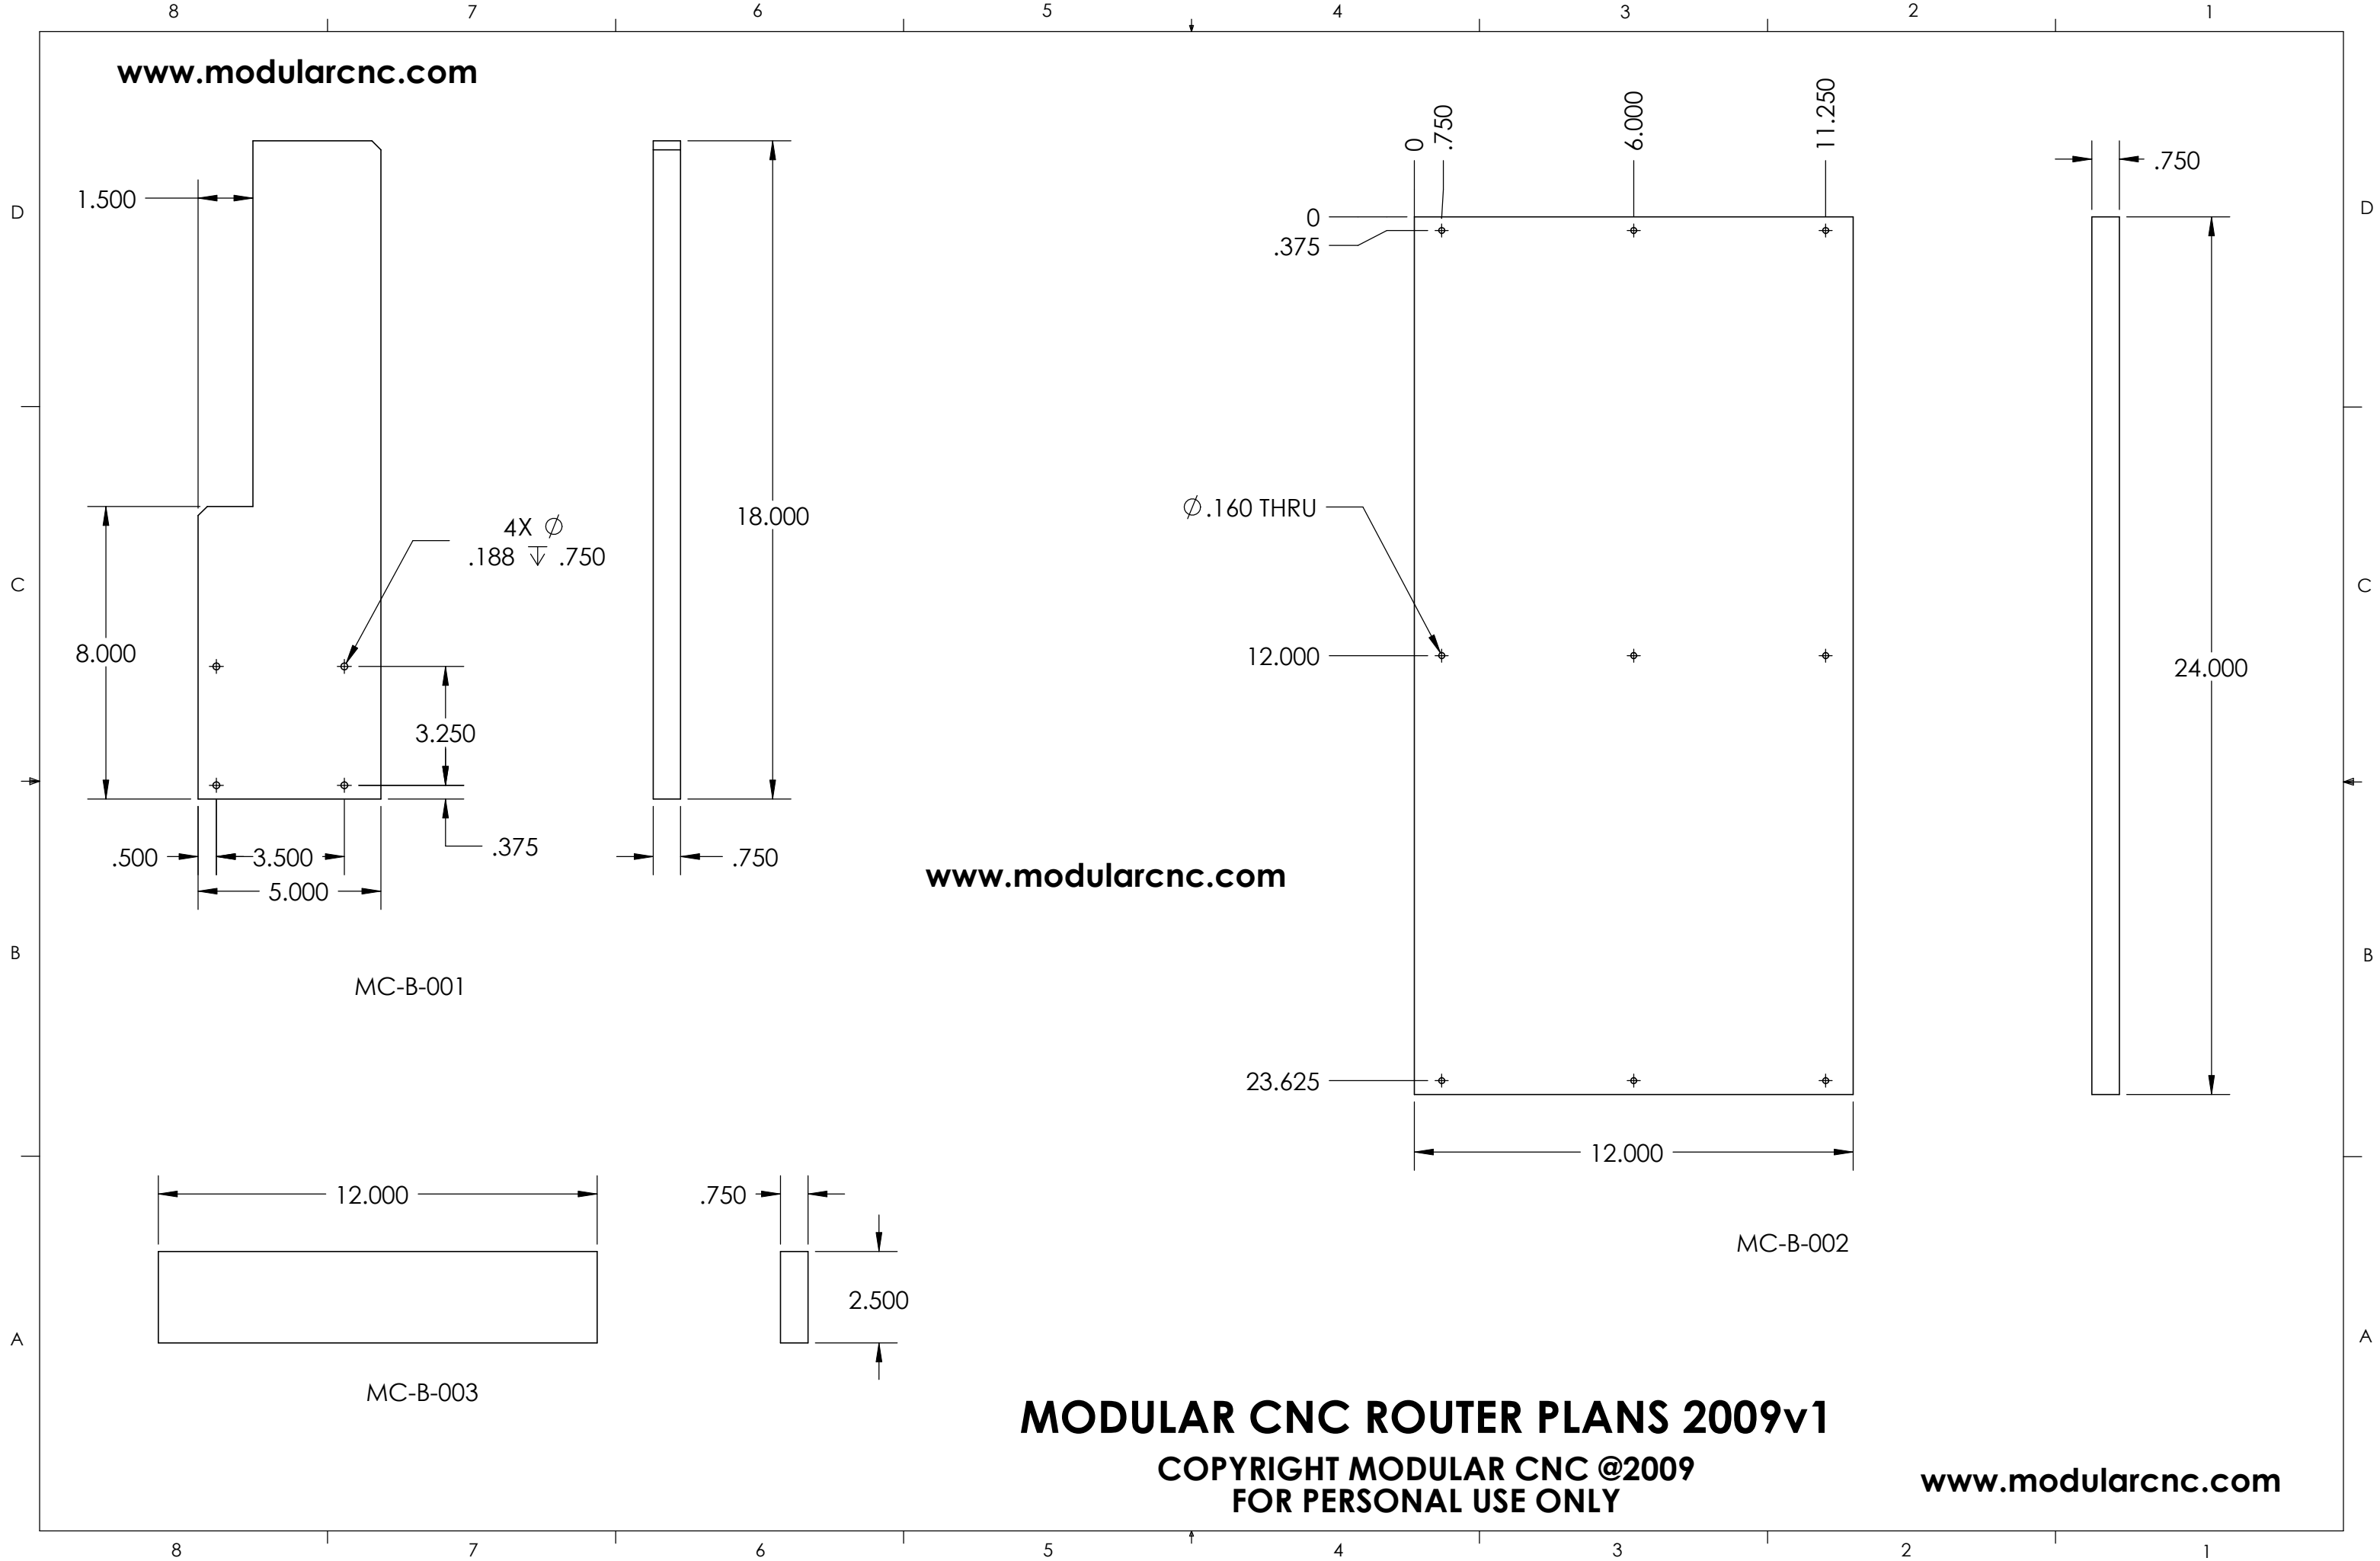 8 7 6 5 4 3 2 1
www.modularcnc.com
D
D
1.500
18.000
4X ∅
.188 ↧ .750
8.000
3.250
.375
.500
3.500
5.000
.750
MC-B-001
C
C
0
.750
6.000
11.250
0
.375
∅.160 THRU
12.000
23.625
12.000
.750
24.000
MC-B-002
www.modularcnc.com
B
B
12.000
.750
2.500
MC-B-003
A
A
MODULAR CNC ROUTER PLANS 2009v1
COPYRIGHT MODULAR CNC @2009
FOR PERSONAL USE ONLY
www.modularcnc.com
8 7 6 5 4 3 2 1